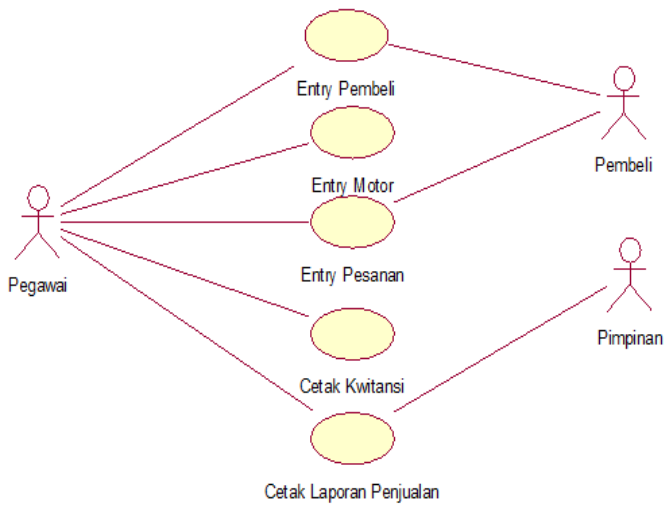 Entry Pembeli
Pembeli
Entry Motor
Pegawai
Entry Pesanan
Pimpinan
Cetak Kwitansi
Cetak Laporan Penjualan